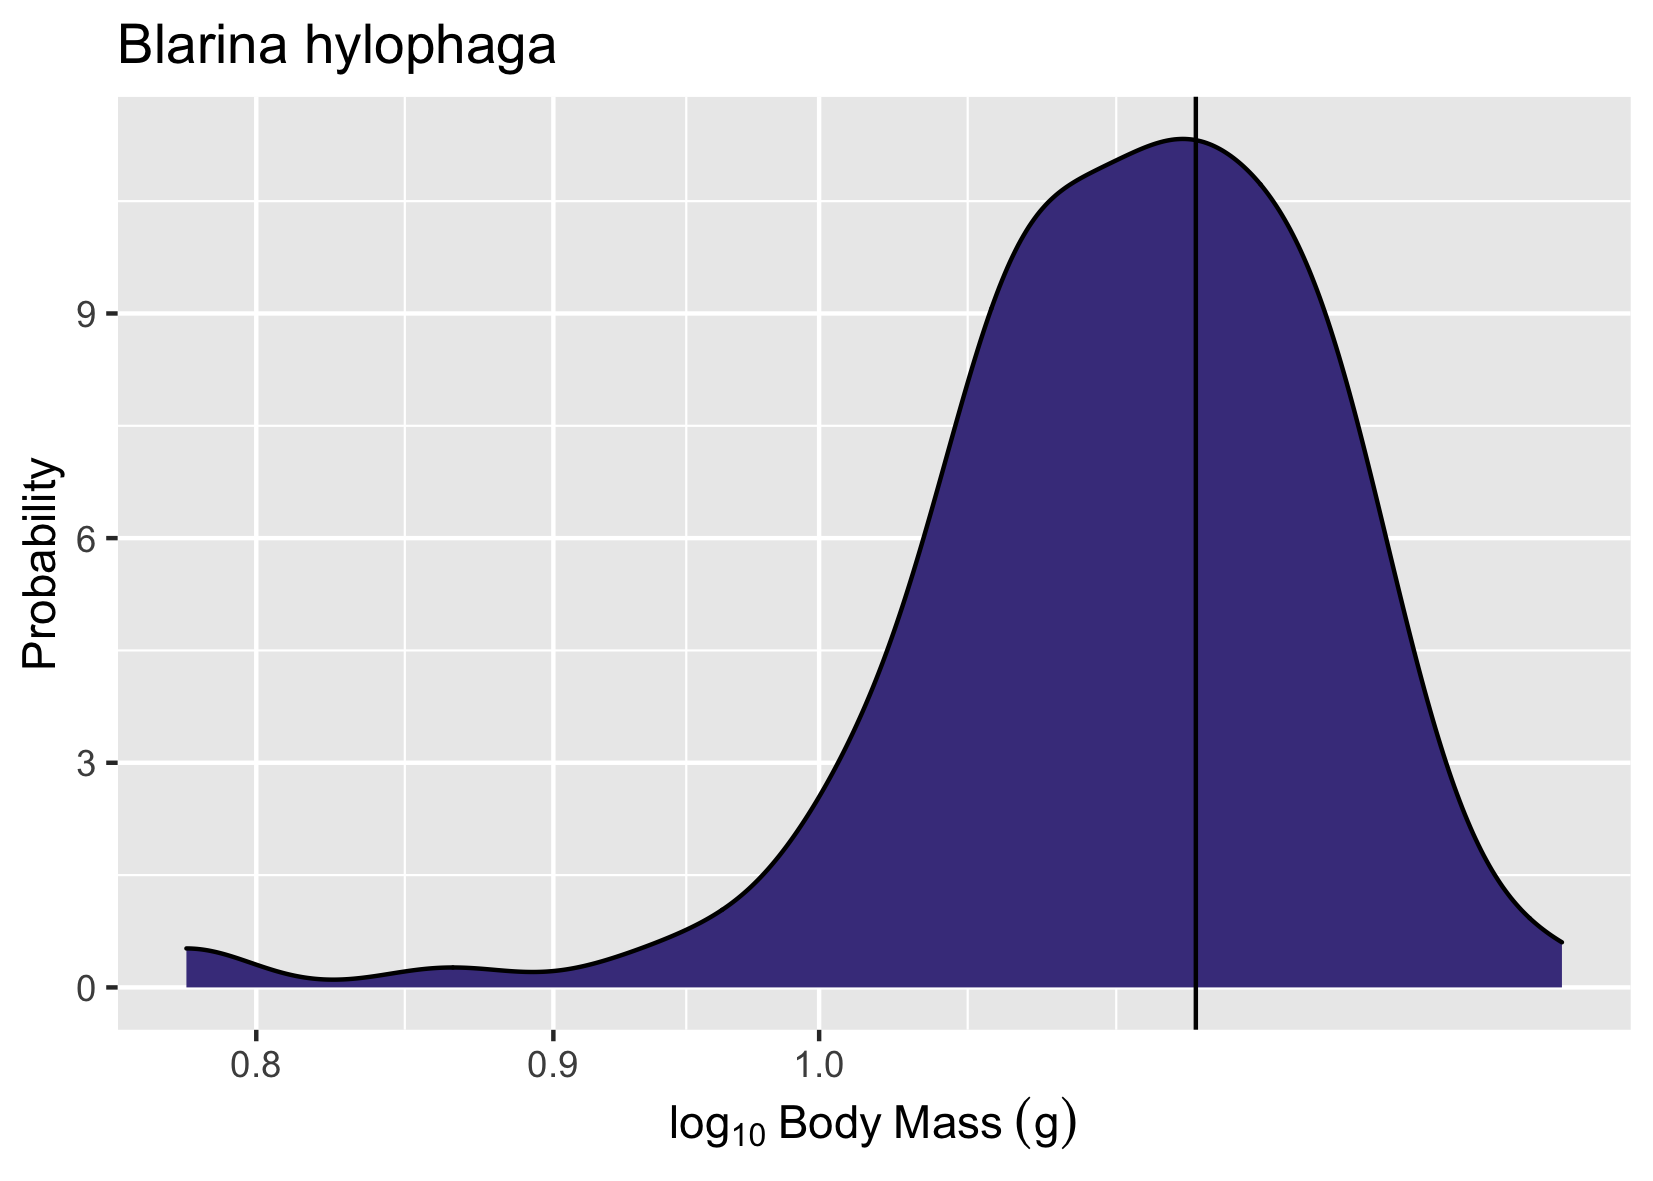 Blarina hylophaga
9
6
3
0
Probability
0.8 0.9 1.0
log₁₀ Body Mass (g)